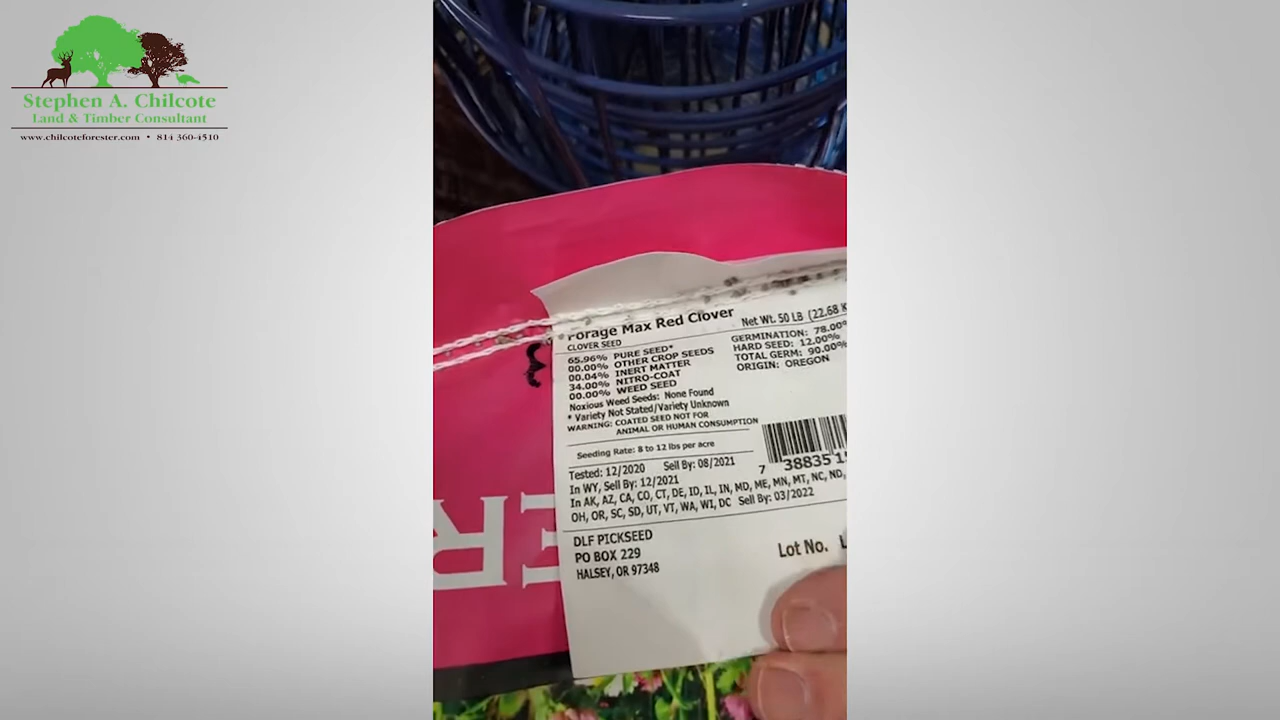 Stephen A. Chilcote
Land & Timber Consultant
www.chilcoteforester.com • 814 360-4510
Forage Max Red Clover
Net Wt. 50 LB (22.68 K
CLOVER SEED
65.96% PURE SEED*
00.00% OTHER CROP SEEDS
00.04% INERT MATTER
34.00% NITRO-COAT
00.00% WEED SEED
GERMINATION: 78.00%
HARD SEED: 12.00%
TOTAL GERM: 90.00%
ORIGIN: OREGON
Noxious Weed Seeds: None Found
* Variety Not Stated/Variety Unknown
WARNING: COATED SEED NOT FOR
ANIMAL OR HUMAN CONSUMPTION
Seeding Rate: 8 to 12 lbs per acre
7 38835 1
Tested: 12/2020 Sell By: 08/2021
In WY, Sell By: 12/2021
In AK, AZ, CA, CO, CT, DE, ID, IL, IN, MD, ME, MN, MT, NC, ND,
OH, OR, SC, SD, UT, VT, WA, WI, DC Sell By: 03/2022
DLF PICKSEED
PO BOX 229
HALSEY, OR 97348
Lot No. L
ER